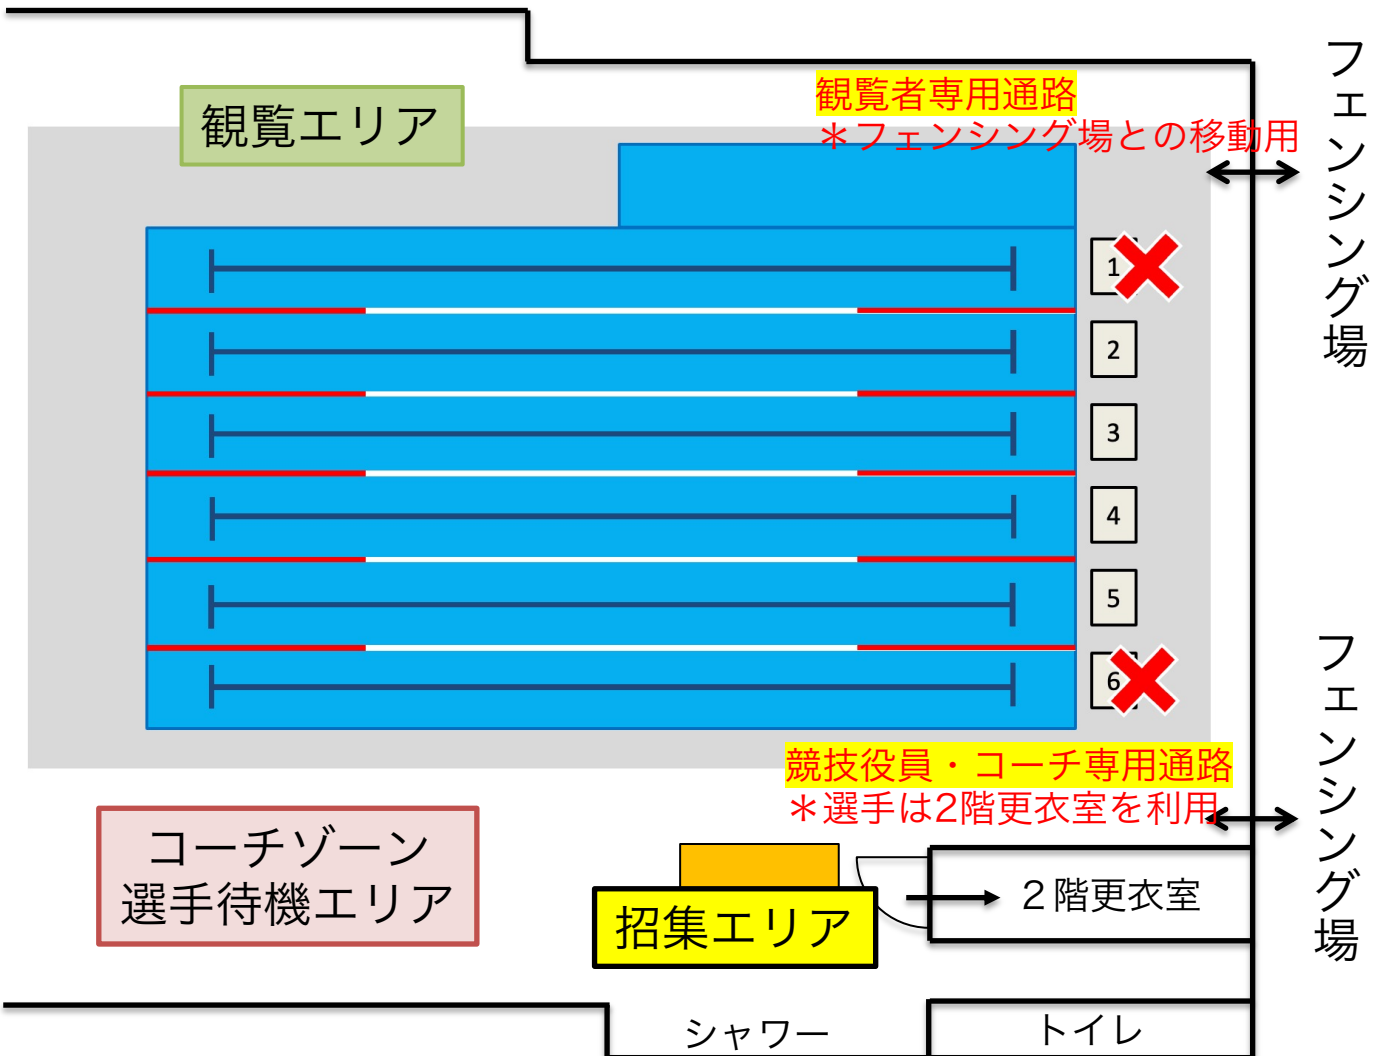 観覧エリア
観覧者専用通路
＊フェンシング場との移動用
フェンシング場
1
2
3
4
5
6
競技役員・コーチ専用通路
＊選手は2階更衣室を利用
フェンシング場
コーチゾーン
選手待機エリア
招集エリア
２階更衣室
シャワー
トイレ